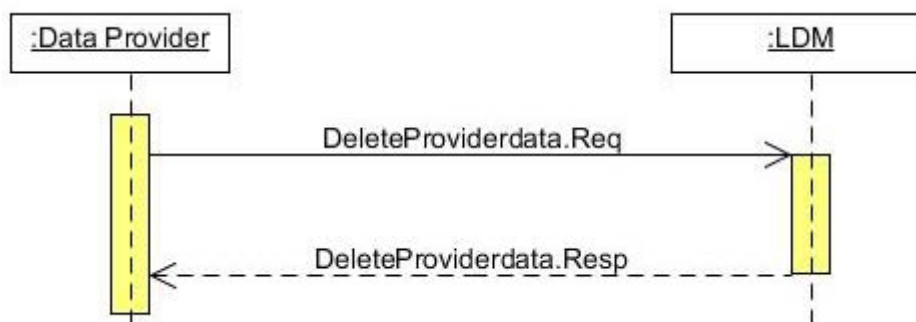 :Data Provider
:LDM
DeleteProviderdata.Req
DeleteProviderdata.Resp